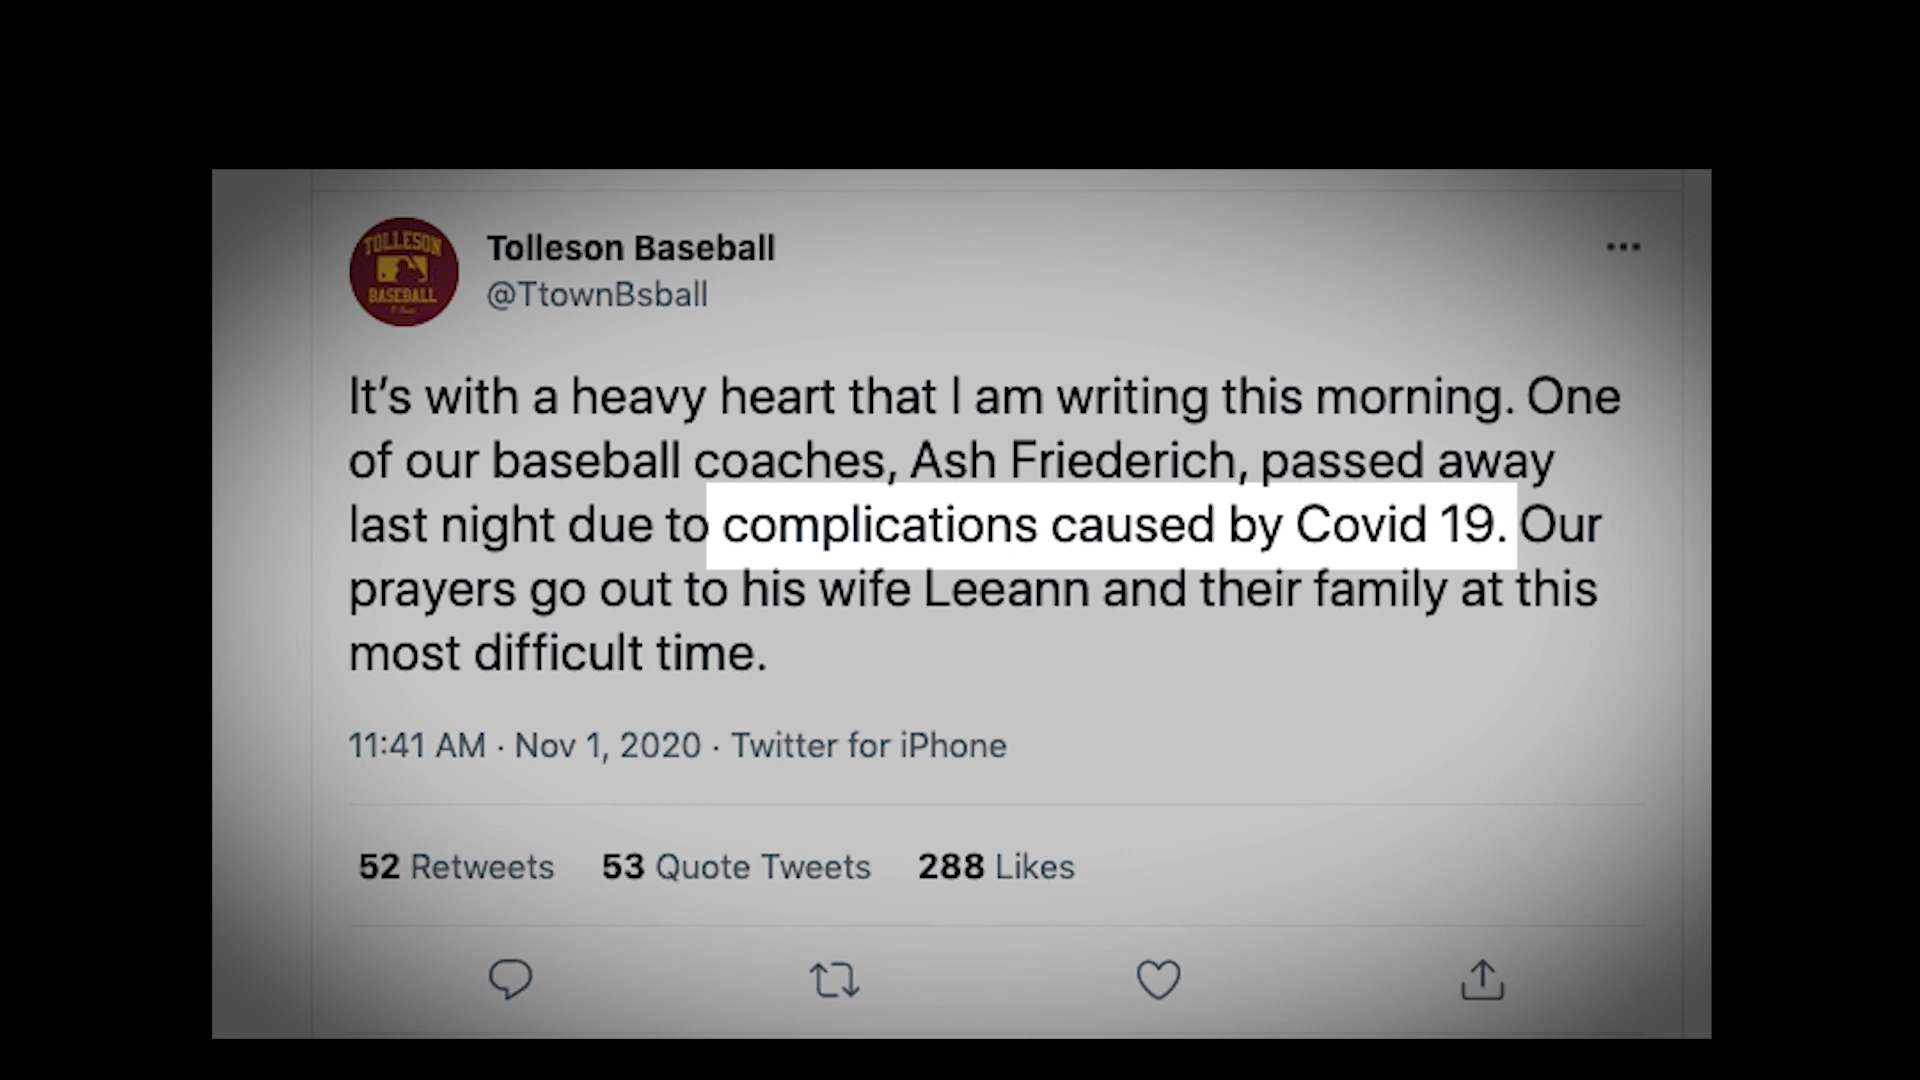 TOLLESON
BASEBALL
Tolleson Baseball
@TtownBsball
It’s with a heavy heart that I am writing this morning. One
of our baseball coaches, Ash Friederich, passed away
last night due to complications caused by Covid 19. Our
prayers go out to his wife Leeann and their family at this
most difficult time.
11:41 AM · Nov 1, 2020 · Twitter for iPhone
52 Retweets 53 Quote Tweets 288 Likes